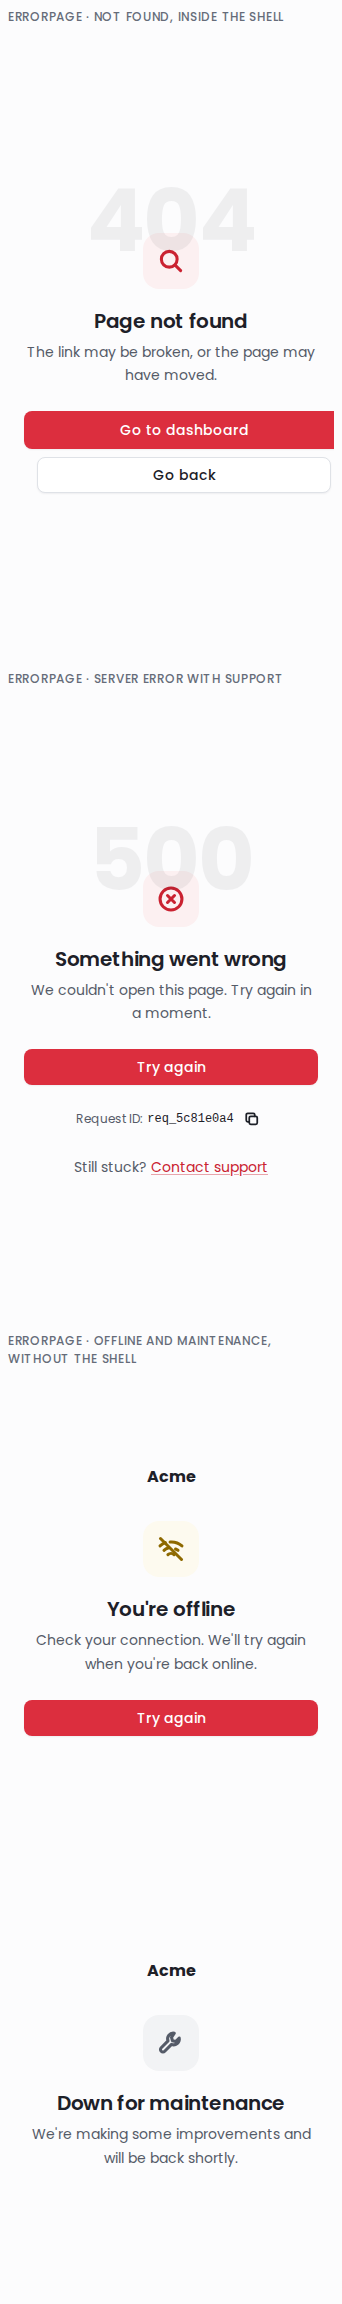 ERRORPAGE · NOT FOUND, INSIDE THE SHELL
404
Page not found
The link may be broken, or the page may
have moved.
Go to dashboard
Go back
ERRORPAGE · SERVER ERROR WITH SUPPORT
500
Something went wrong
We couldn't open this page. Try again in
a moment.
Try again
Request ID: req_5c81e0a4
Still stuck? Contact support
ERRORPAGE · OFFLINE AND MAINTENANCE,
WITHOUT THE SHELL
Acme
You're offline
Check your connection. We'll try again
when you're back online.
Try again
Acme
Down for maintenance
We're making some improvements and
will be back shortly.